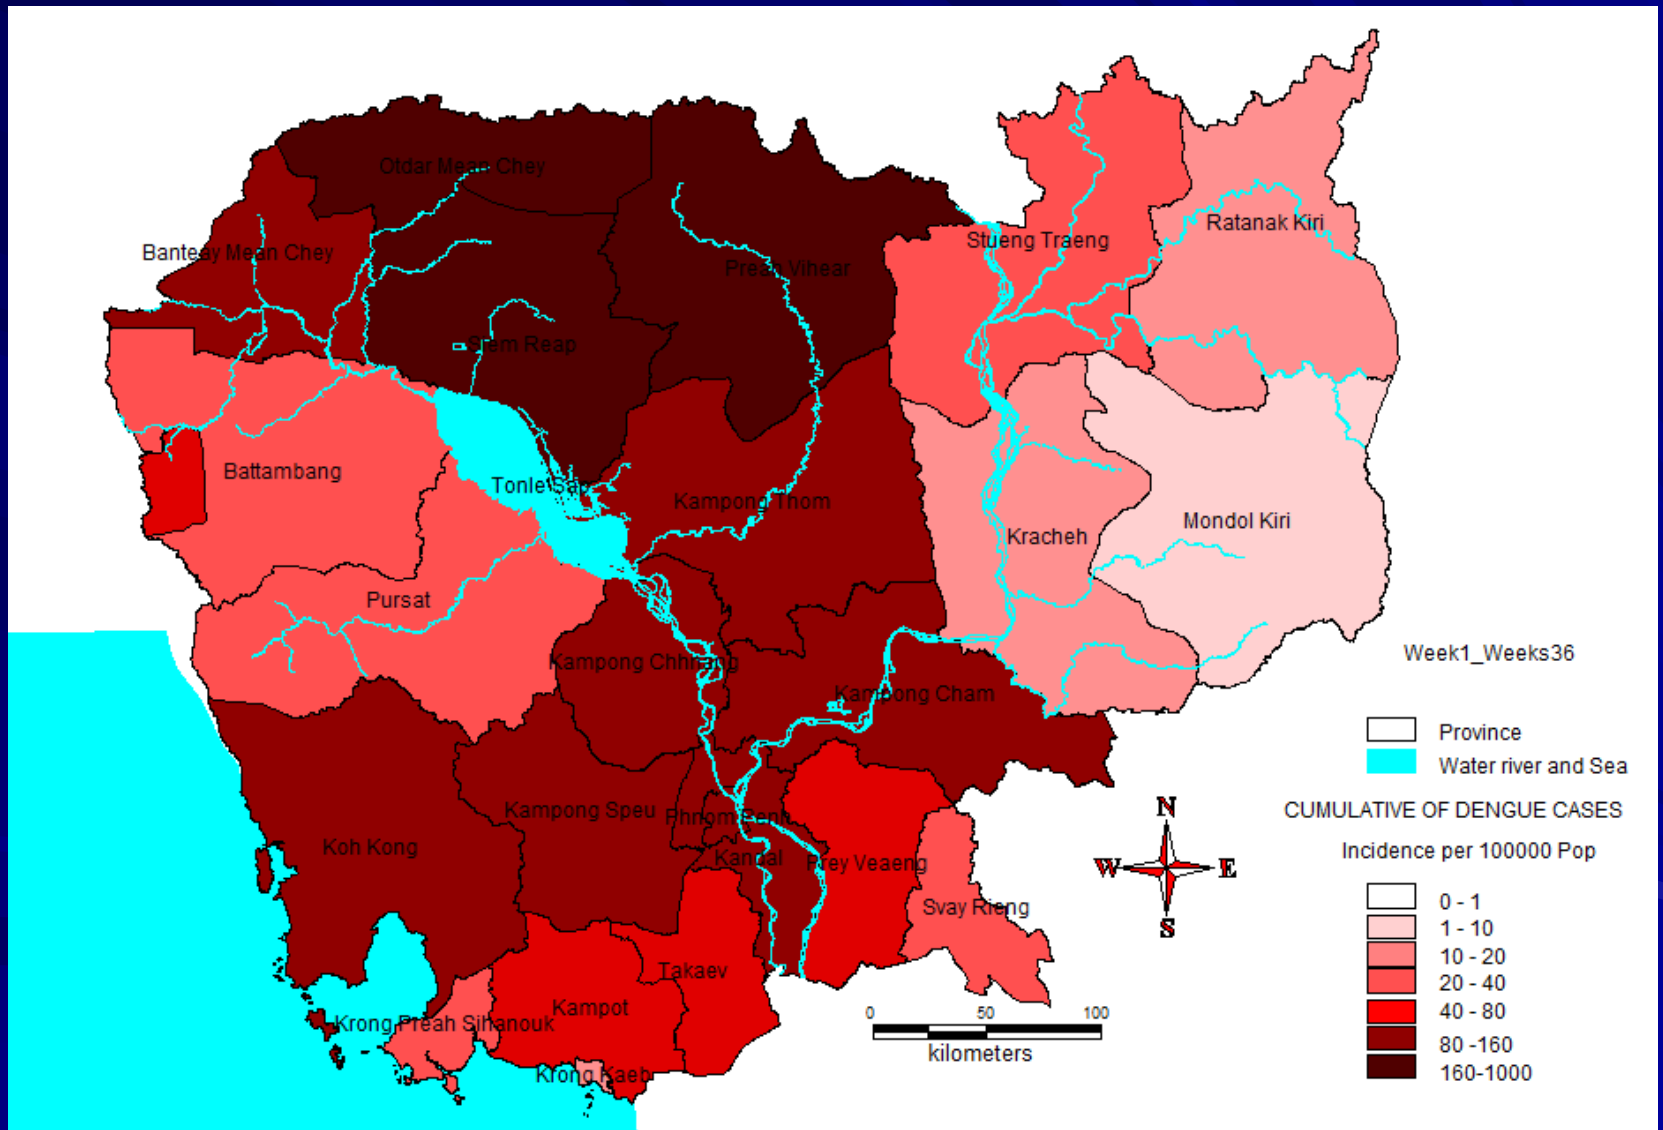 Otdar Mean Chey
Ratanak Kiri
Stueng Traeng
Banteay Mean Chey
Preah Vihear
Siem Reap
Battambang
Tonle Sap
Kampong Thom
Mondol Kiri
Kracheh
Pursat
Kampong Chhnang
Kampong Cham
Kampong Speu
Phnom Penh
Koh Kong
Kandal
Prey Veaeng
Svay Rieng
Takaev
Kampot
Krong Preah Sihanouk
Krong Kaeb
Week1_Weeks36
Province
Water river and Sea
CUMULATIVE OF DENGUE CASES
Incidence per 100000 Pop
0 - 1
1 - 10
10 - 20
20 - 40
40 - 80
80 -160
160-1000
N
W E
S
0 50 100
kilometers